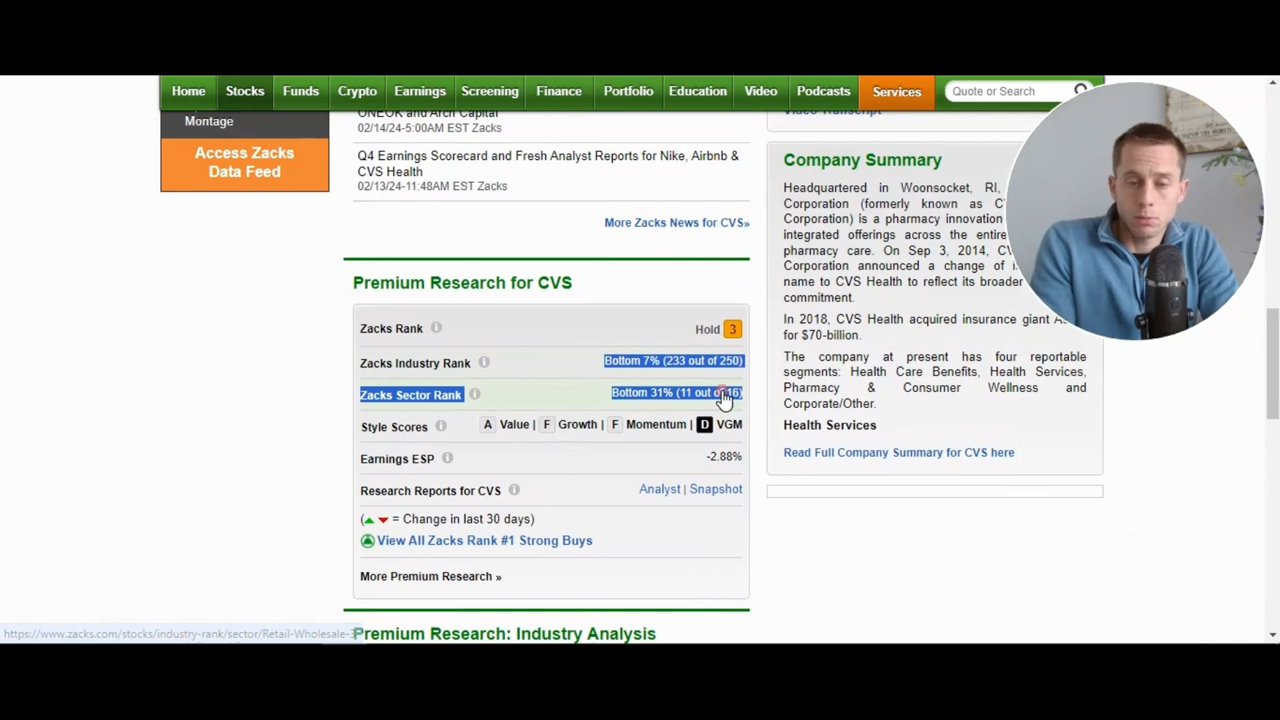 Home Stocks Funds Crypto Earnings Screening Finance Portfolio Education Video Podcasts Services Quote or Search
Montage
Access Zacks
Data Feed
ONEOK and Arch Capital
02/14/24-5:00AM EST Zacks
Q4 Earnings Scorecard and Fresh Analyst Reports for Nike, Airbnb &
CVS Health
02/13/24-11:48AM EST Zacks
More Zacks News for CVS»
Premium Research for CVS
Zacks Rank Hold 3
Zacks Industry Rank Bottom 7% (233 out of 250)
Zacks Sector Rank Bottom 31% (11 out of 16)
Style Scores A Value | F Growth | F Momentum | D VGM
Earnings ESP -2.88%
Research Reports for CVS Analyst | Snapshot
( = Change in last 30 days)
View All Zacks Rank #1 Strong Buys
More Premium Research »
Premium Research: Industry Analysis
Video Transcript
Company Summary
Headquartered in Woonsocket, RI,
Corporation (formerly known as
Corporation) is a pharmacy innovation
integrated offerings across the entire
pharmacy care. On Sep 3, 2014,
Corporation announced a change of
name to CVS Health to reflect its broader
commitment.
In 2018, CVS Health acquired insurance giant
for $70-billion.
The company at present has four reportable
segments: Health Care Benefits, Health Services,
Pharmacy & Consumer Wellness and
Corporate/Other.
Health Services
Read Full Company Summary for CVS here
https://www.zacks.com/stocks/industry-rank/sector/Retail-Wholesale-3